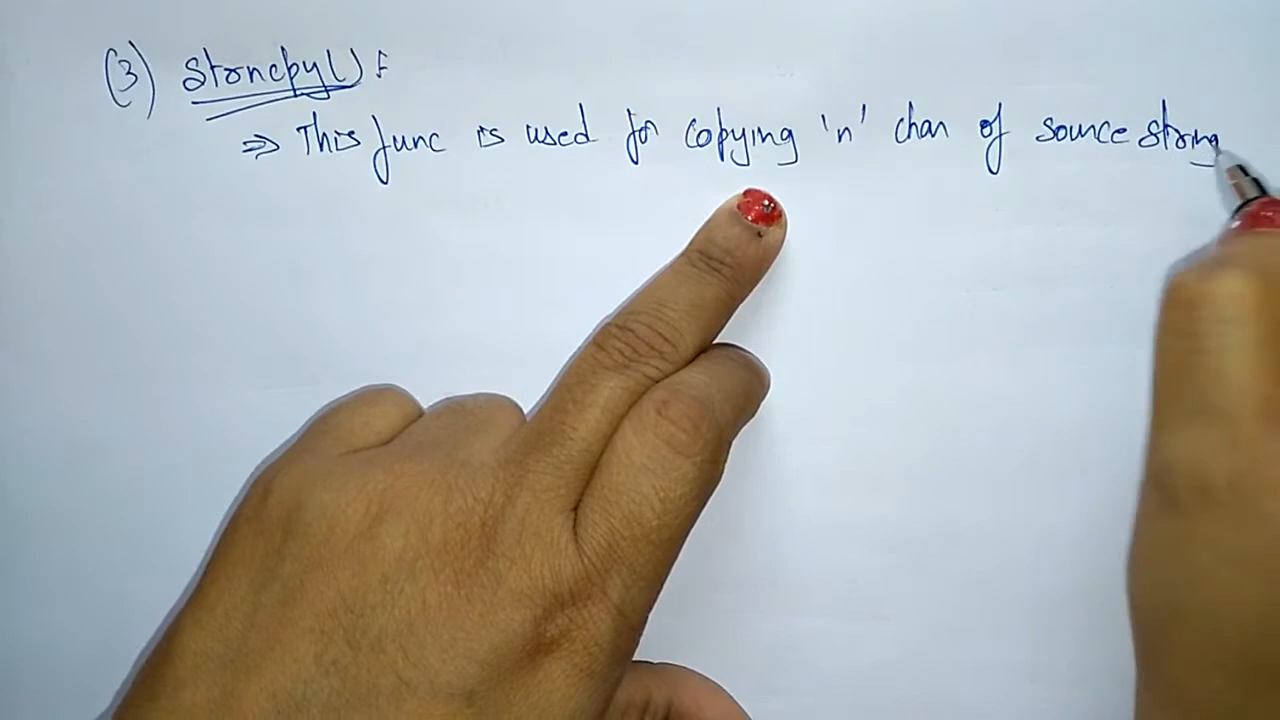 (3) strncpy() :
⇒ This func is used for copying 'n' char of source string